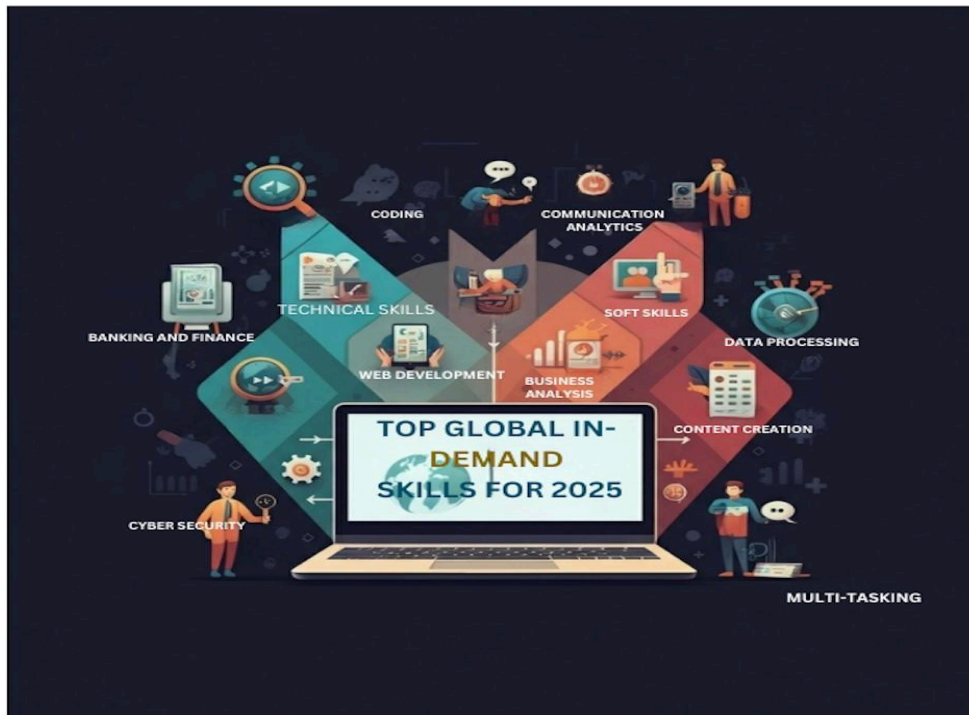 CODING
COMMUNICATION
ANALYTICS
TECHNICAL SKILLS
SOFT SKILLS
BANKING AND FINANCE
DATA PROCESSING
WEB DEVELOPMENT
BUSINESS
ANALYSIS
CONTENT CREATION
TOP GLOBAL IN-
DEMAND
SKILLS FOR 2025
CYBER SECURITY
MULTI-TASKING